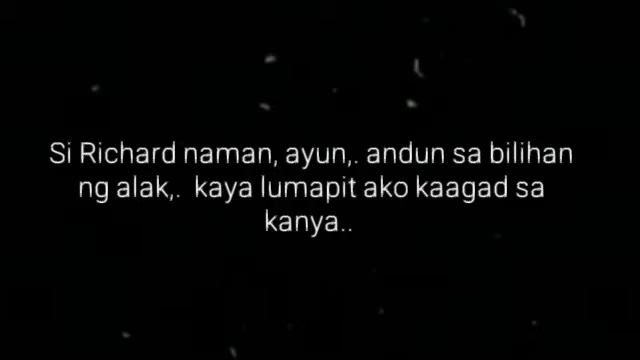 Si Richard naman, ayun,. andun sa bilihan
ng alak,.  kaya lumapit ako kaagad sa
kanya..